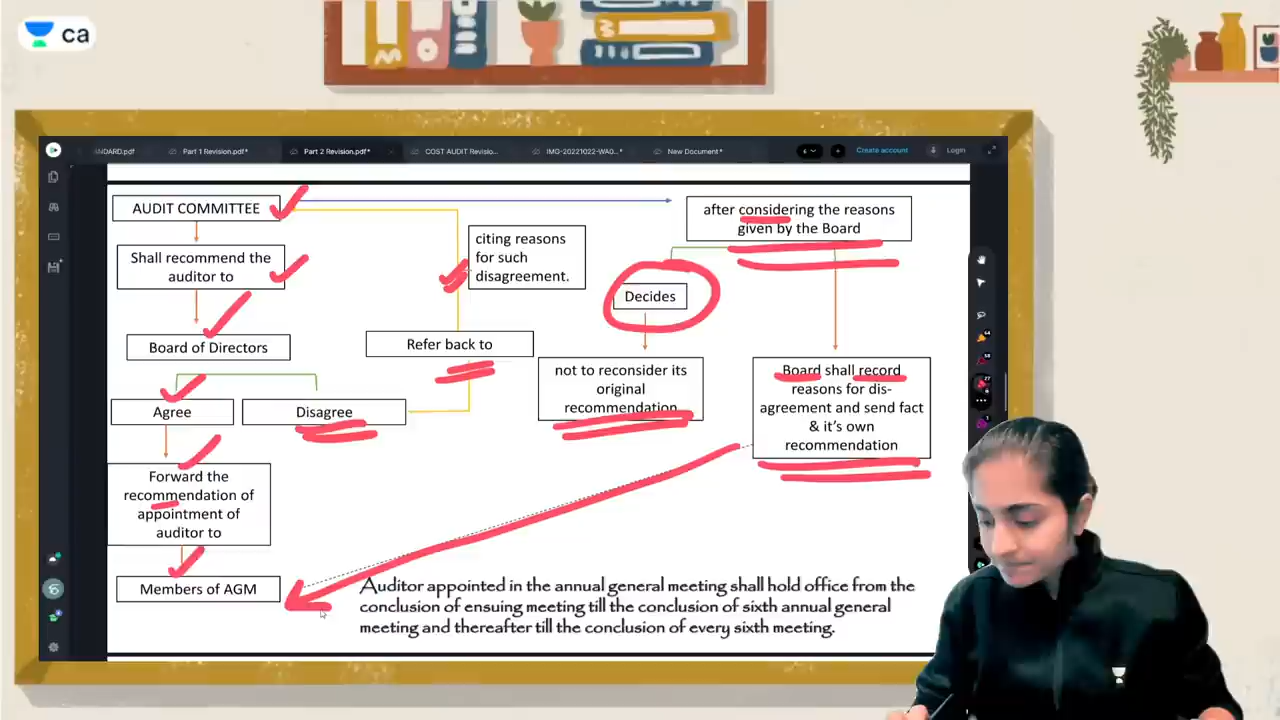 ca
ANDARD.pdf
Part 1 Revision.pdf*
Part 2 Revision.pdf*
COST AUDIT Revisio...
IMG-20221022-WA0...*
New Document*
Create account
Login
AUDIT COMMITTEE
Shall recommend the
auditor to
Board of Directors
Agree
Disagree
Forward the
recommendation of
appointment of
auditor to
Members of AGM
citing reasons
for such
disagreement.
Refer back to
after considering the reasons
given by the Board
Decides
not to reconsider its
original
recommendation
Board shall record
reasons for dis-
agreement and send fact
& it's own
recommendation
Auditor appointed in the annual general meeting shall hold office from the
conclusion of ensuing meeting till the conclusion of sixth annual general
meeting and thereafter till the conclusion of every sixth meeting.